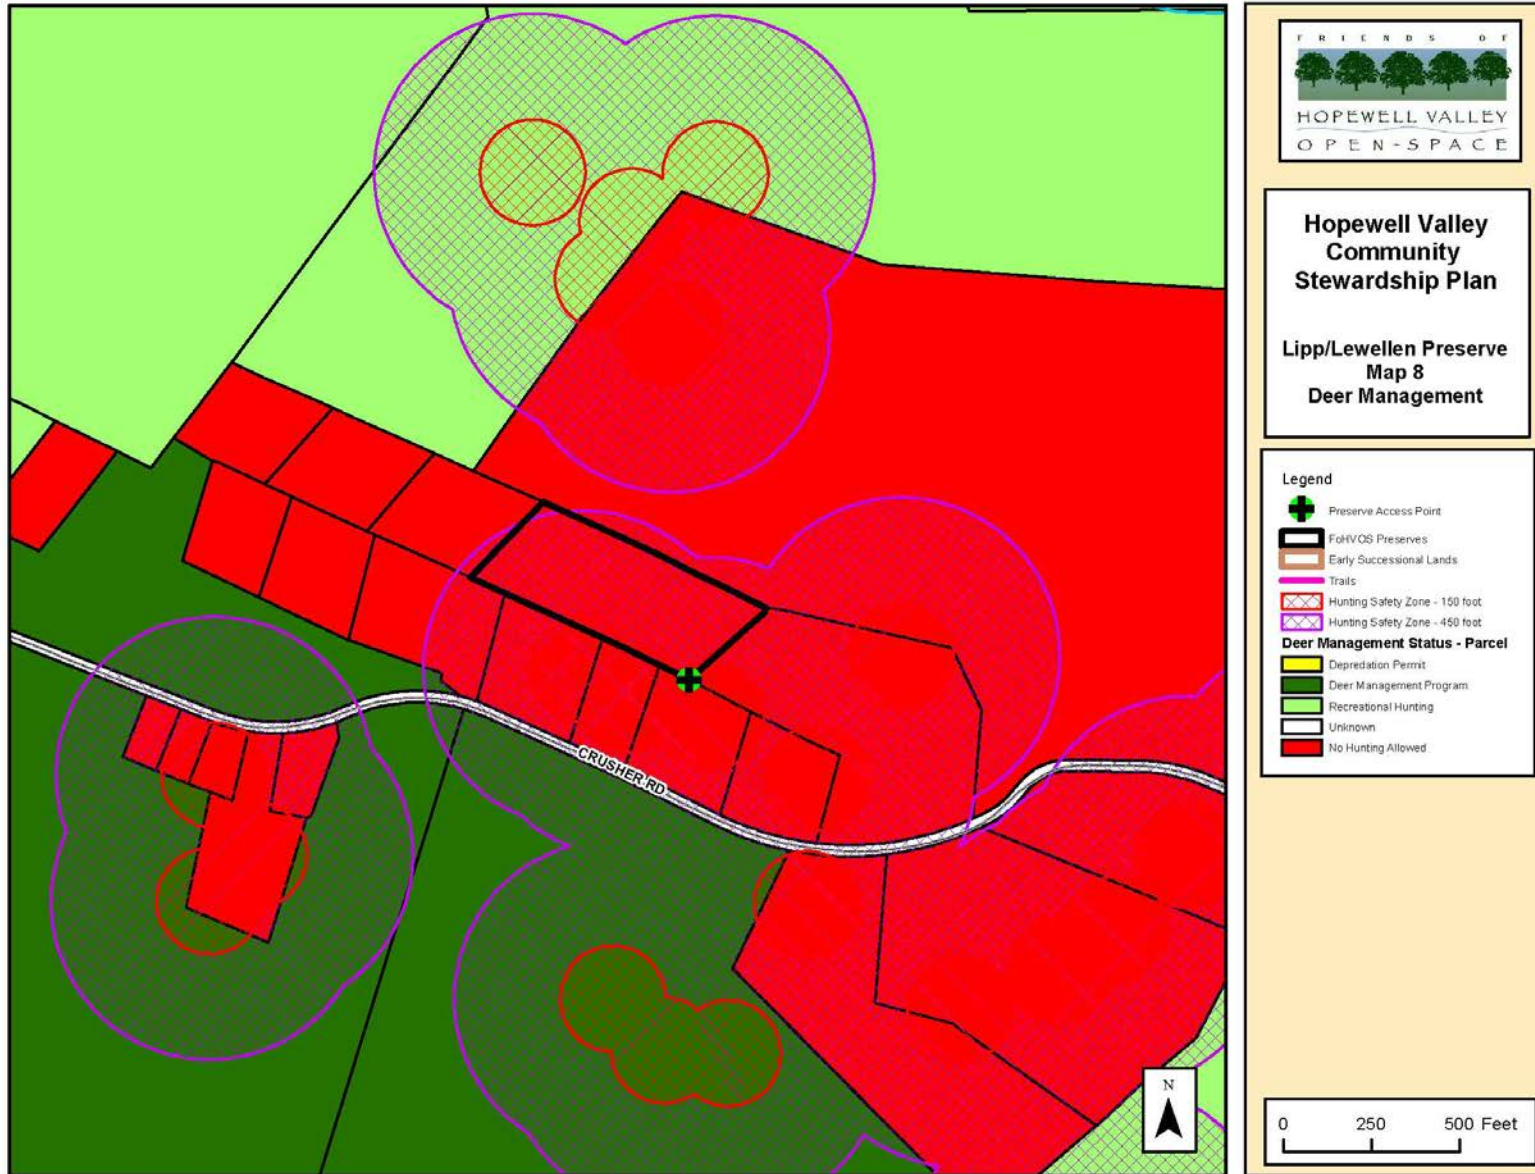 FRIENDS OF
HOPEWELL VALLEY
OPEN-SPACE
Hopewell Valley
Community
Stewardship Plan
Lipp/Lewellen Preserve
Map 8
Deer Management
Legend
Preserve Access Point
FoHVOS Preserves
Early Successional Lands
Trails
Hunting Safety Zone - 150 foot
Hunting Safety Zone - 450 foot
Deer Management Status - Parcel
Depredation Permit
Deer Management Program
Recreational Hunting
Unknown
No Hunting Allowed
CRUSHER RD
N
0 250 500 Feet